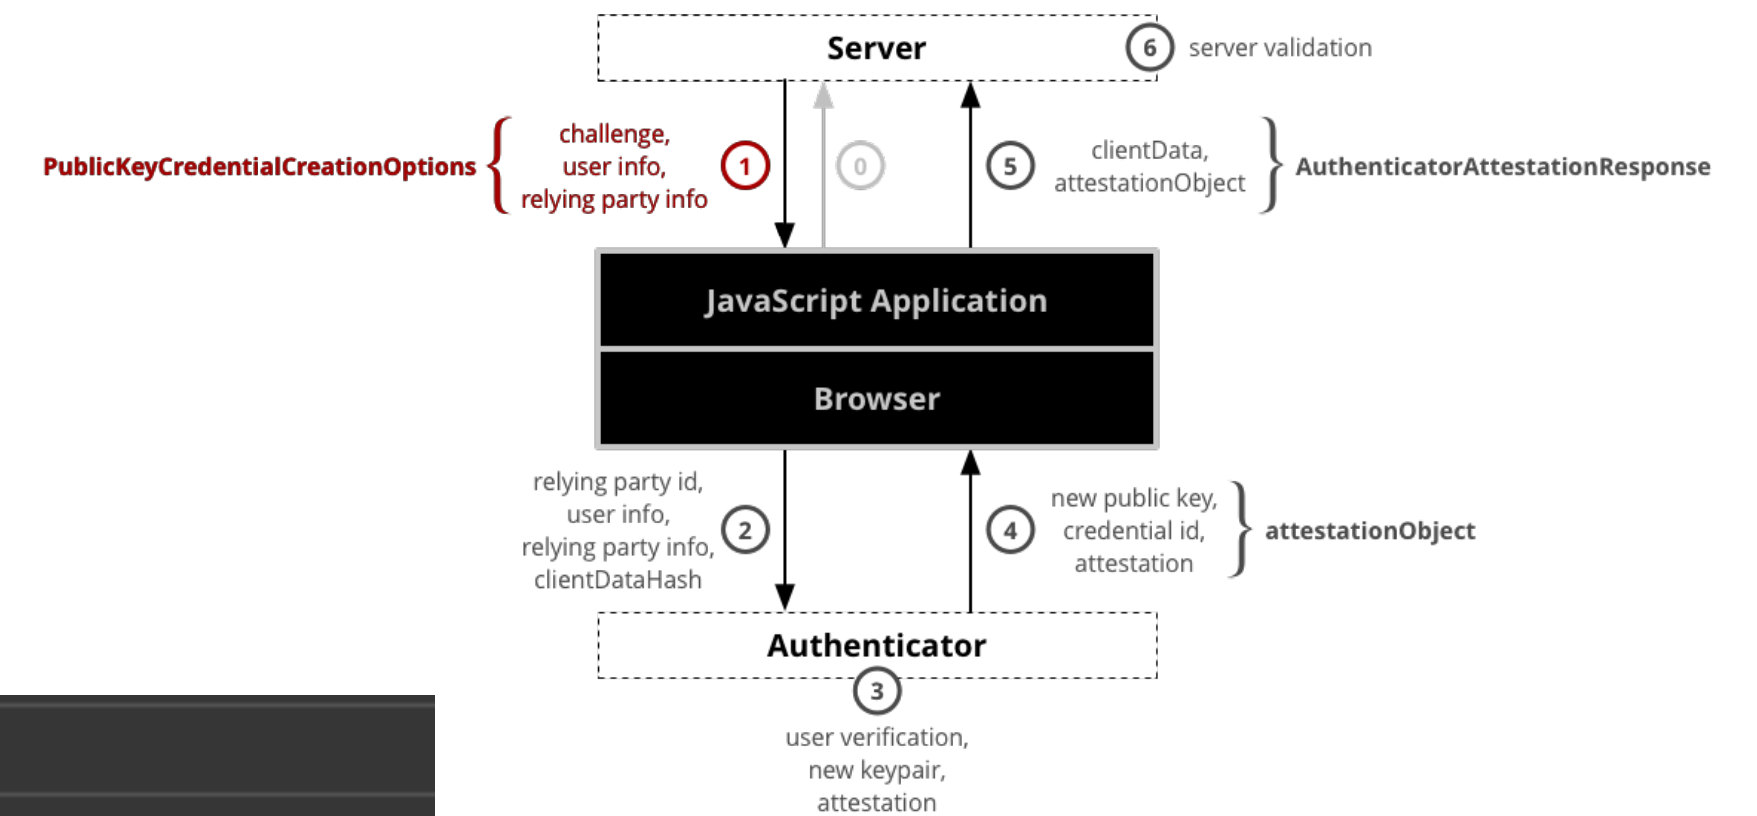 Server
6
server validation
PublicKeyCredentialCreationOptions
challenge,
user info,
relying party info
1
0
5
clientData,
attestationObject
AuthenticatorAttestationResponse
JavaScript Application
Browser
relying party id,
user info,
relying party info,
clientDataHash
2
4
new public key,
credential id,
attestation
attestationObject
Authenticator
3
user verification,
new keypair,
attestation